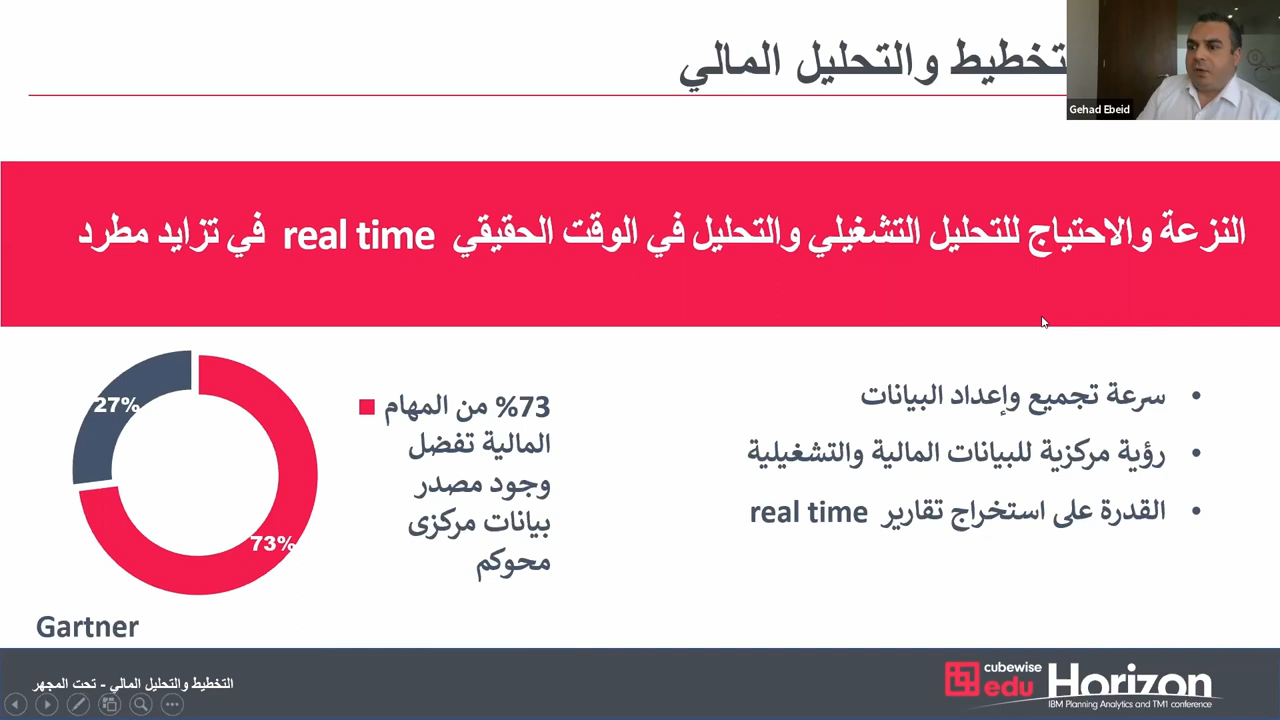 تخطيط والتحليل المالي
Gehad Ebeid
النزعة والاحتياج للتحليل التشغيلي والتحليل في الوقت الحقيقي real time في تزايد مطرد
سرعة تجميع وإعداد البيانات
رؤية مركزية للبيانات المالية والتشغيلية
القدرة على استخراج تقارير real time
73% من المهام
المالية تفضل
وجود مصدر
بيانات مركزى
محوكم
27%
73%
Gartner
التخطيط والتحليل المالي - تحت المجهر
cubewise
edu
Horizon
IBM Planning Analytics and TM1 conference